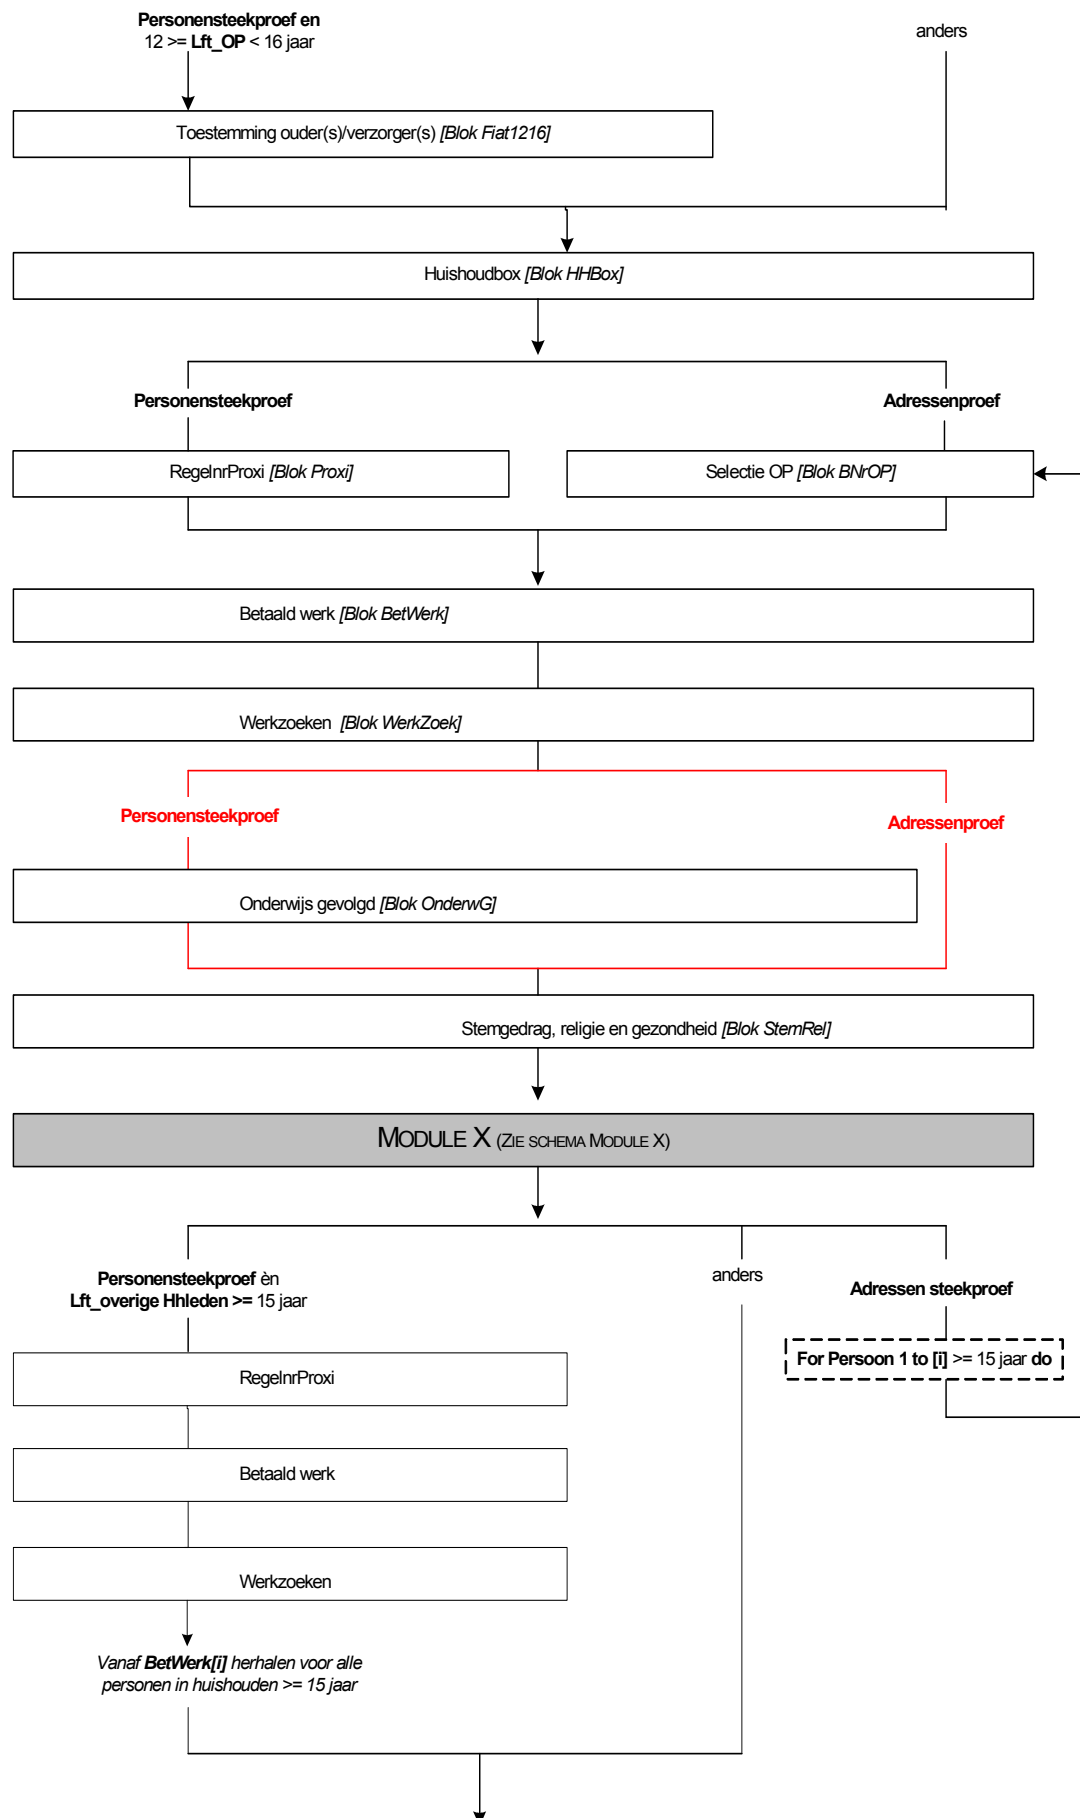 Personensteekproef en
12 >= Lft_OP < 16 jaar
anders
Toestemming ouder(s)/verzorger(s) [Blok Fiat1216]
Huishoudbox [Blok HHBox]
Personensteekproef
Adressenproef
RegelnrProxi [Blok Proxi]
Selectie OP [Blok BNrOP]
Betaald werk [Blok BetWerk]
Werkzoeken [Blok WerkZoek]
Personensteekproef
Adressenproef
Onderwijs gevolgd [Blok OnderwG]
Stemgedrag, religie en gezondheid [Blok StemRel]
MODULE X (ZIE SCHEMA MODULE X)
Personensteekproef èn
Lft_overige Hhleden >= 15 jaar
anders
Adressen steekproef
For Persoon 1 to [i] >= 15 jaar do
RegelnrProxi
Betaald werk
Werkzoeken
Vanaf BetWerk[i] herhalen voor alle
personen in huishouden >= 15 jaar